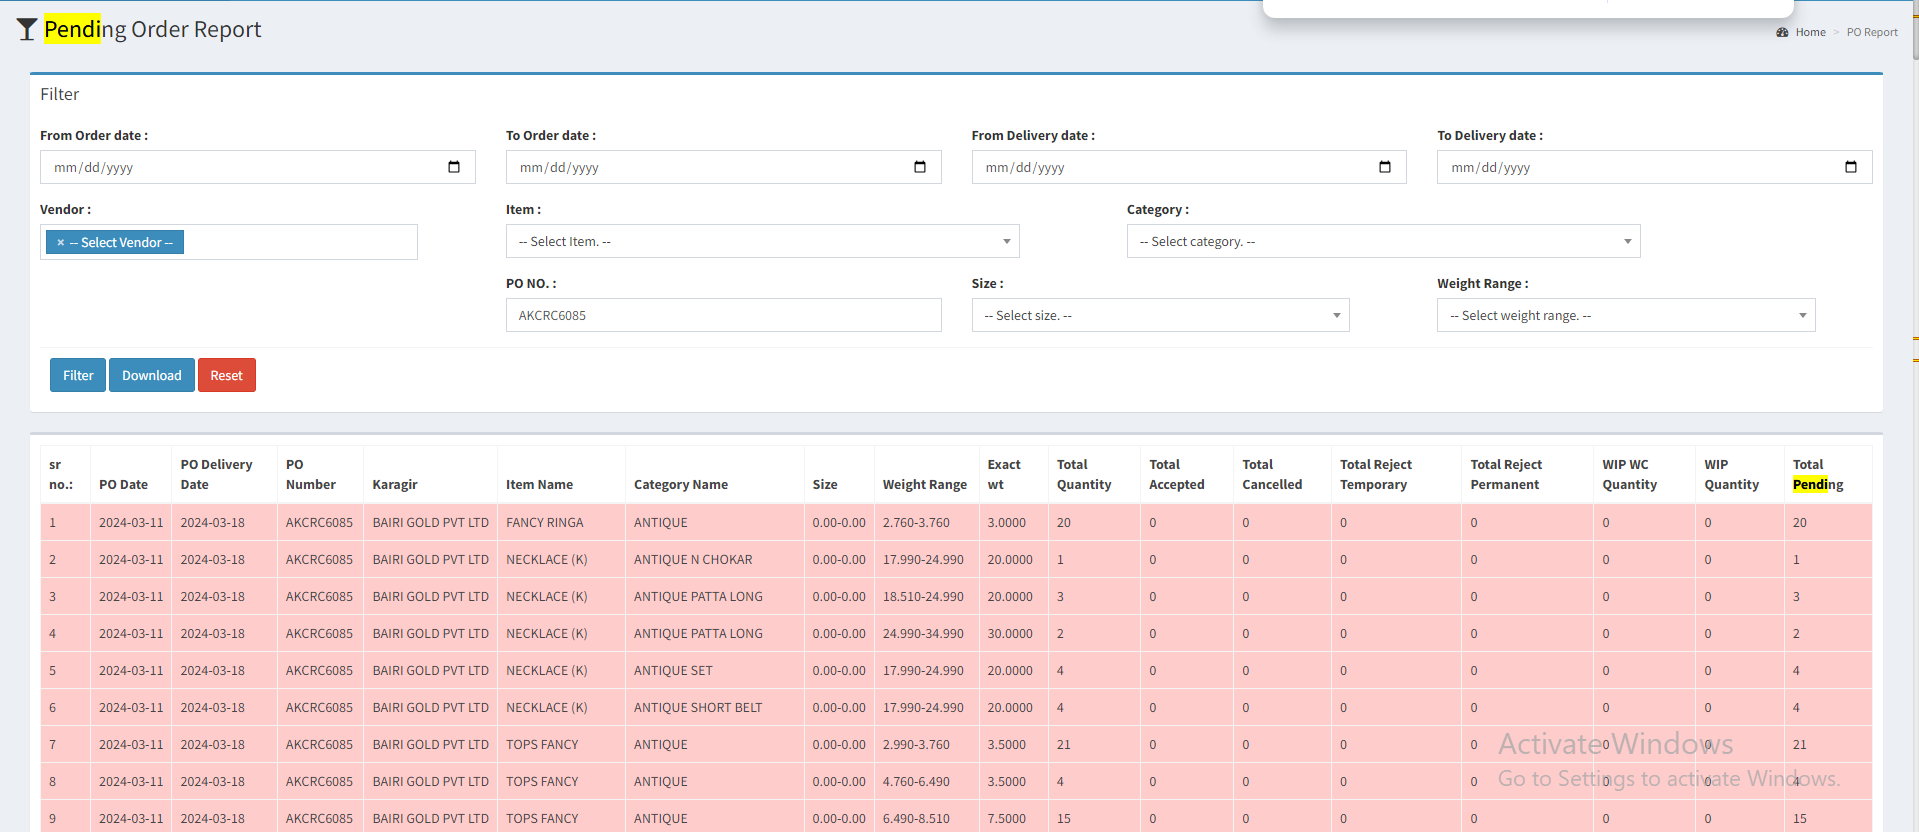 Pending Order Report
Home > PO Report
Filter
From Order date : To Order date : From Delivery date : To Delivery date :
mm/dd/yyyy mm/dd/yyyy mm/dd/yyyy mm/dd/yyyy
Vendor : Item : Category :
× -- Select Vendor -- -- Select Item. -- -- Select category. --
PO NO. : Size : Weight Range :
AKCRC6085 -- Select size. -- -- Select weight range. --
Filter Download Reset
sr no.: PO Date PO Delivery Date PO Number Karagir Item Name Category Name Size Weight Range Exact wt Total Quantity Total Accepted Total Cancelled Total Reject Temporary Total Reject Permanent WIP WC Quantity WIP Quantity Total Pending
1 2024-03-11 2024-03-18 AKCRC6085 BAIRI GOLD PVT LTD FANCY RINGA ANTIQUE 0.00-0.00 2.760-3.760 3.0000 20 0 0 0 0 0 0 20
2 2024-03-11 2024-03-18 AKCRC6085 BAIRI GOLD PVT LTD NECKLACE (K) ANTIQUE N CHOKAR 0.00-0.00 17.990-24.990 20.0000 1 0 0 0 0 0 0 1
3 2024-03-11 2024-03-18 AKCRC6085 BAIRI GOLD PVT LTD NECKLACE (K) ANTIQUE PATTA LONG 0.00-0.00 18.510-24.990 20.0000 3 0 0 0 0 0 0 3
4 2024-03-11 2024-03-18 AKCRC6085 BAIRI GOLD PVT LTD NECKLACE (K) ANTIQUE PATTA LONG 0.00-0.00 24.990-34.990 30.0000 2 0 0 0 0 0 0 2
5 2024-03-11 2024-03-18 AKCRC6085 BAIRI GOLD PVT LTD NECKLACE (K) ANTIQUE SET 0.00-0.00 17.990-24.990 20.0000 4 0 0 0 0 0 0 4
6 2024-03-11 2024-03-18 AKCRC6085 BAIRI GOLD PVT LTD NECKLACE (K) ANTIQUE SHORT BELT 0.00-0.00 17.990-24.990 20.0000 4 0 0 0 0 0 0 4
7 2024-03-11 2024-03-18 AKCRC6085 BAIRI GOLD PVT LTD TOPS FANCY ANTIQUE 0.00-0.00 2.990-3.760 3.5000 21 0 0 0 0 0 0 21
8 2024-03-11 2024-03-18 AKCRC6085 BAIRI GOLD PVT LTD TOPS FANCY ANTIQUE 0.00-0.00 4.760-6.490 3.5000 4 0 0 0 0 0 0 4
9 2024-03-11 2024-03-18 AKCRC6085 BAIRI GOLD PVT LTD TOPS FANCY ANTIQUE 0.00-0.00 6.490-8.510 7.5000 15 0 0 0 0 0 0 15
Activate Windows
Go to Settings to activate Windows.